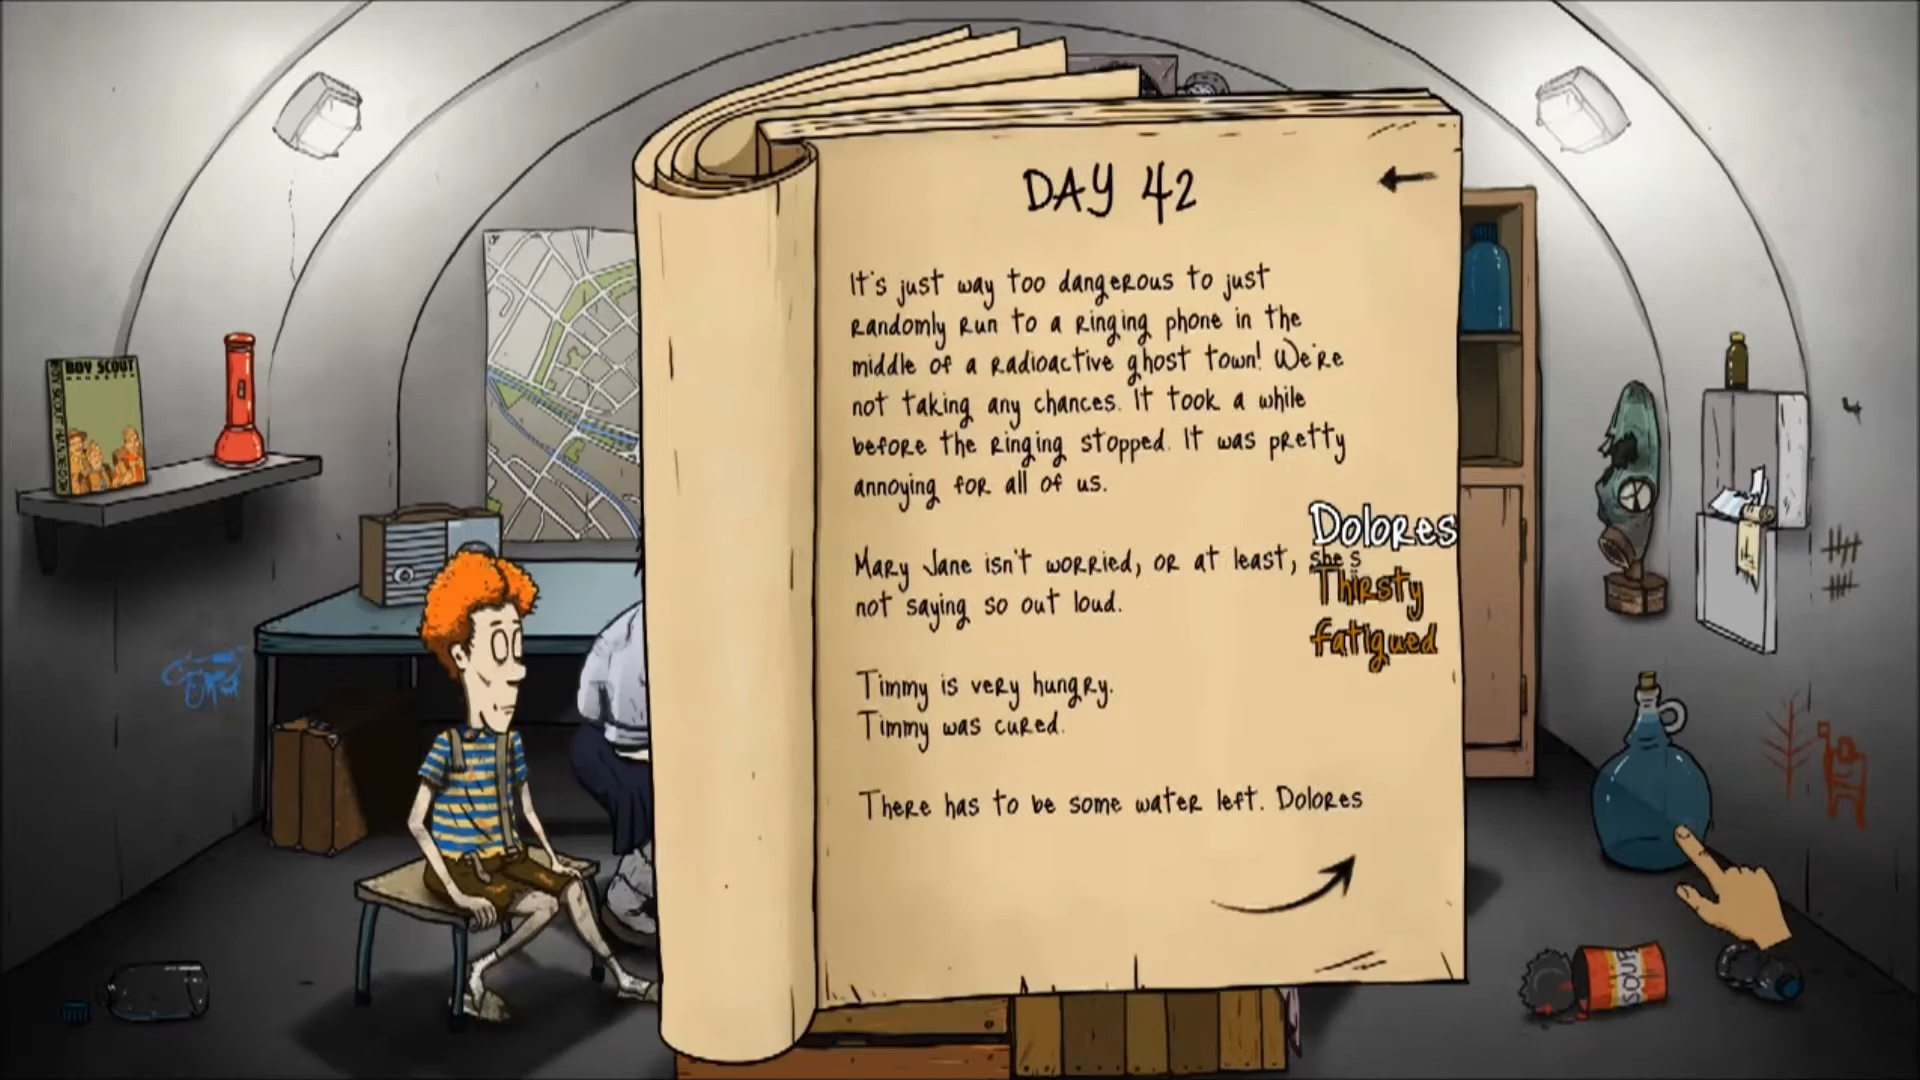 DAY 42
It's just way too dangerous to just
randomly run to a ringing phone in the
middle of a radioactive ghost town! We're
not taking any chances. It took a while
before the ringing stopped. It was pretty
annoying for all of us.
Mary Jane isn't worried, or at least, she's
not saying so out loud.
Timmy is very hungry.
Timmy was cured.
There has to be some water left. Dolores
Dolores
Thirsty
Fatigued
BOY SCOUT
SOUP